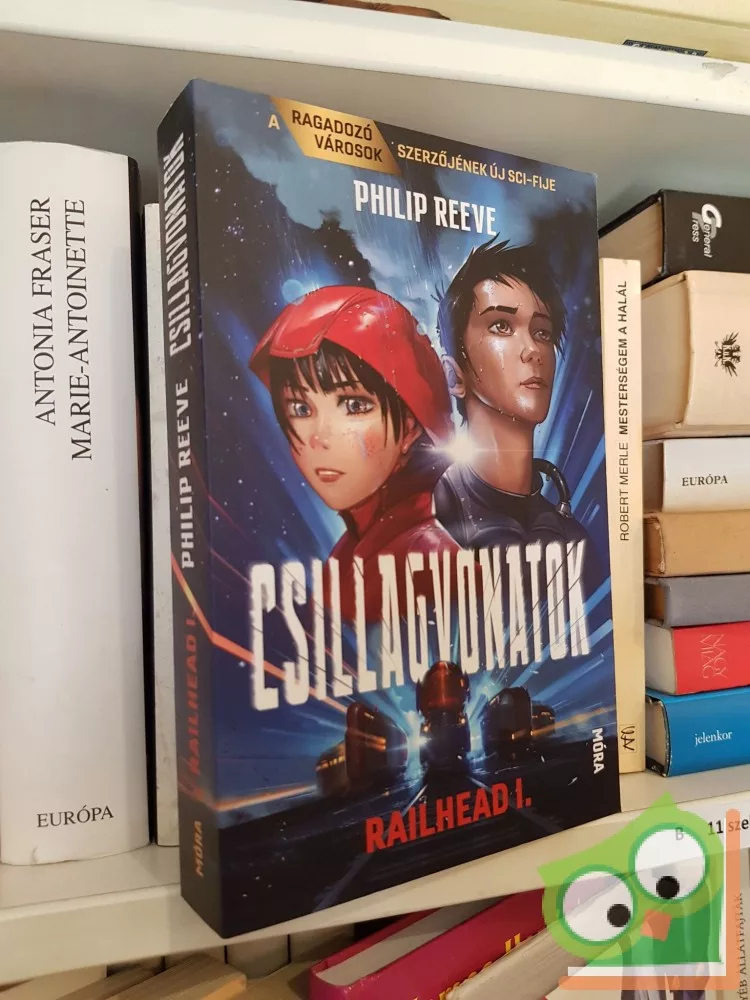 ANTONIA FRASER
MARIE-ANTOINETTE
EURÓPA
PHILIP REEVE CSILLAGVONATOK
RAILHEAD I.
MÓRA
A RAGADOZÓ
VÁROSOK
SZERZŐJÉNEK ÚJ SCI-FIJE
PHILIP REEVE
CSILLAGVONATOK
MÓRA
RAILHEAD I.
ROBERT MERLE MESTERSÉGEM A HALÁL
General
Press
EURÓPA
jelenkor
B
11